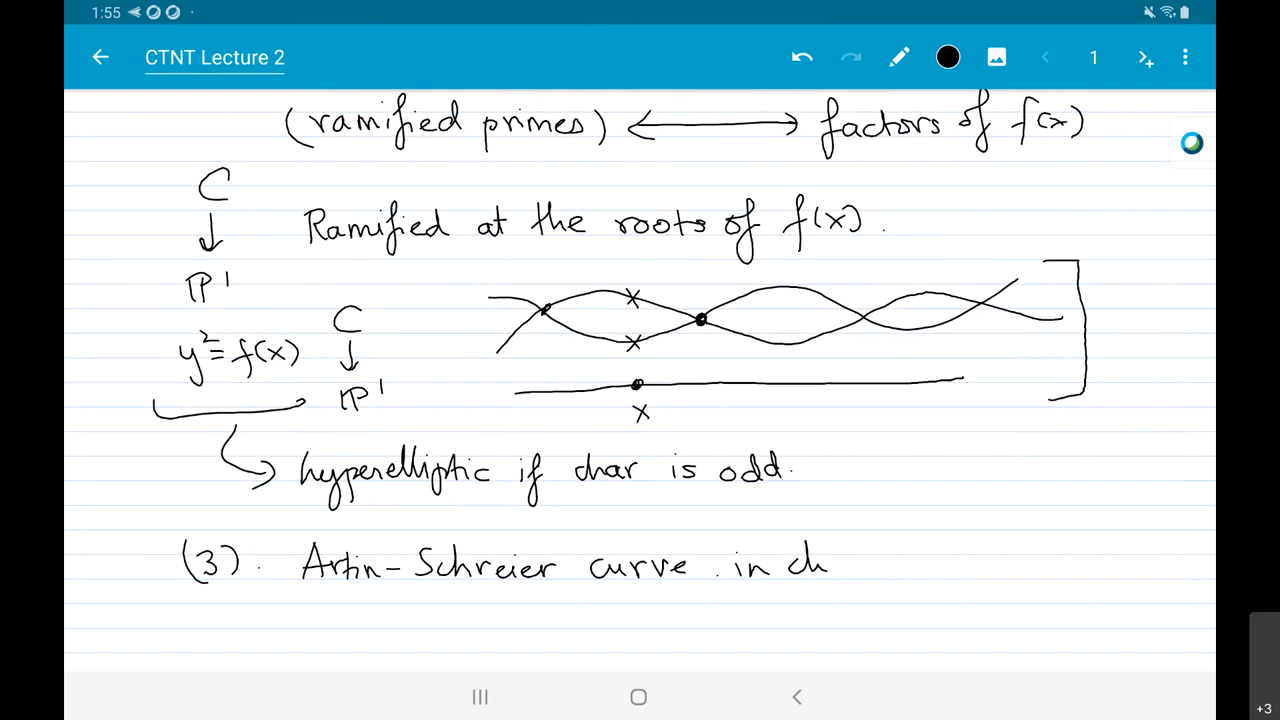 1:55
CTNT Lecture 2
1
(ramified primes) ⟷ factors of f(x)
C
↓
ℙ¹
Ramified at the roots of f(x).
y² = f(x)
C
↓
ℙ¹
x
hyperelliptic if char is odd.
(3). Artin-Schreier curve. in ch
+3